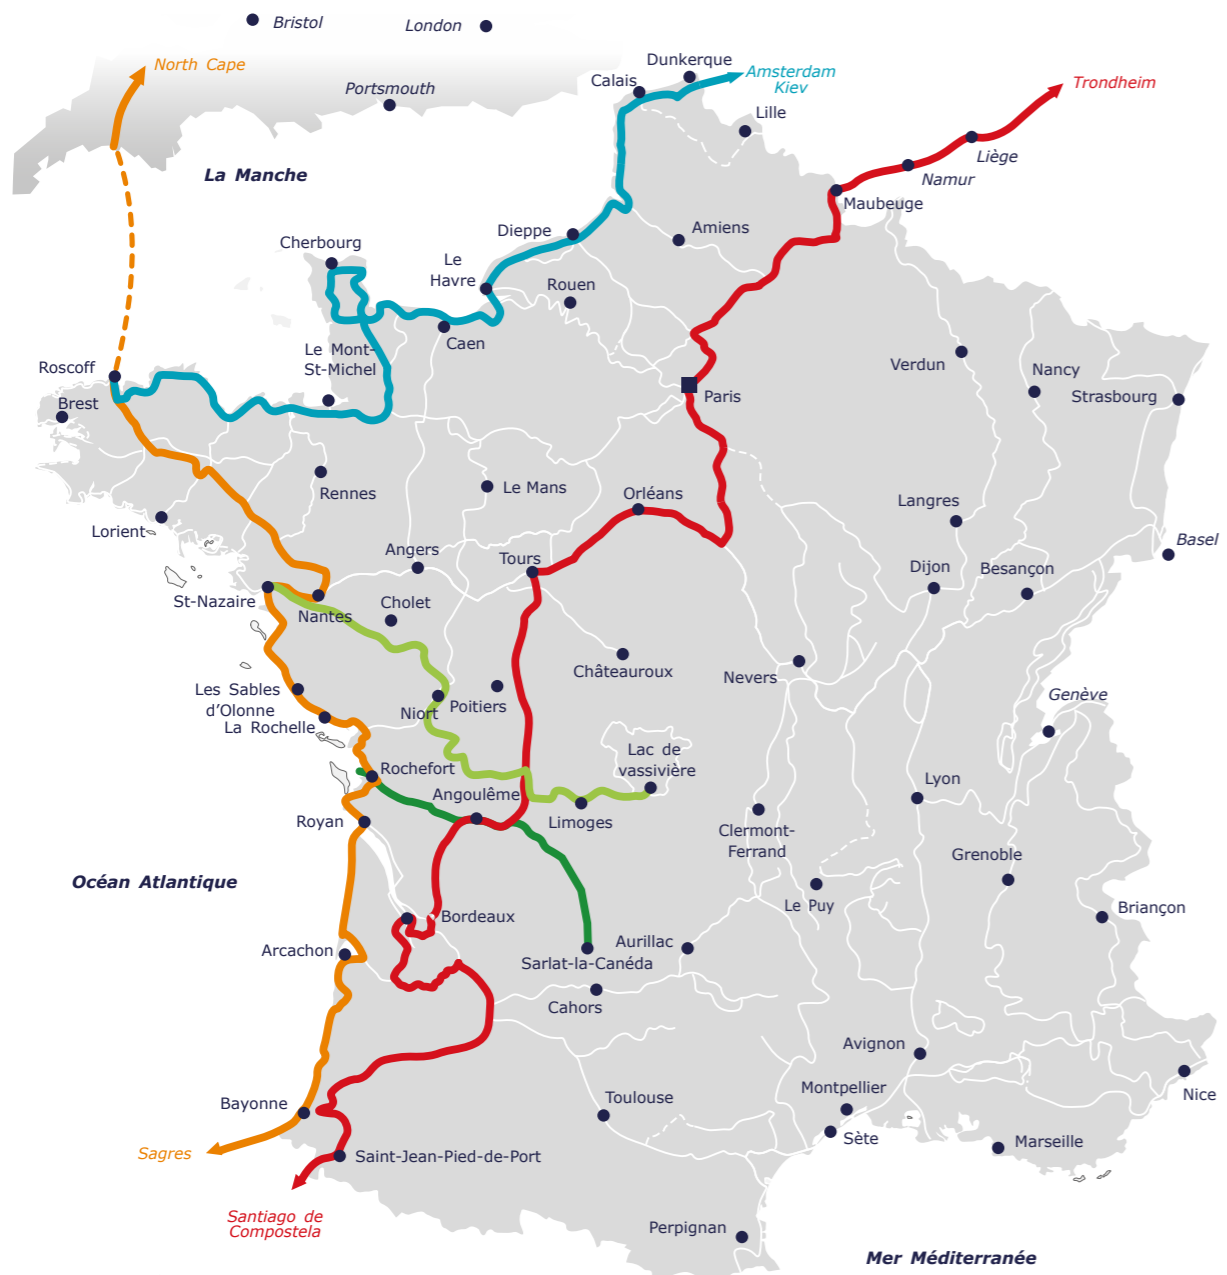 Bristol
London
North Cape
Dunkerque
Calais
Amsterdam
Kiev
Trondheim
Portsmouth
Lille
Liège
La Manche
Namur
Maubeuge
Dieppe
Amiens
Cherbourg
Le
Havre
Rouen
Caen
Le Mont-
St-Michel
Roscoff
Verdun
Nancy
Brest
Paris
Strasbourg
Rennes
Le Mans
Orléans
Langres
Lorient
Basel
Angers
Tours
Dijon
Besançon
St-Nazaire
Nantes
Cholet
Châteauroux
Nevers
Les Sables
d’Olonne
La Rochelle
Niort
Poitiers
Genève
Lac de
vassivière
Rochefort
Angoulême
Lyon
Royan
Limoges
Clermont-
Ferrand
Grenoble
Océan Atlantique
Le Puy
Briançon
Bordeaux
Arcachon
Aurillac
Sarlat-la-Canéda
Cahors
Avignon
Bayonne
Toulouse
Montpellier
Nice
Sète
Marseille
Sagres
Saint-Jean-Pied-de-Port
Santiago de
Compostela
Perpignan
Mer Méditerranée